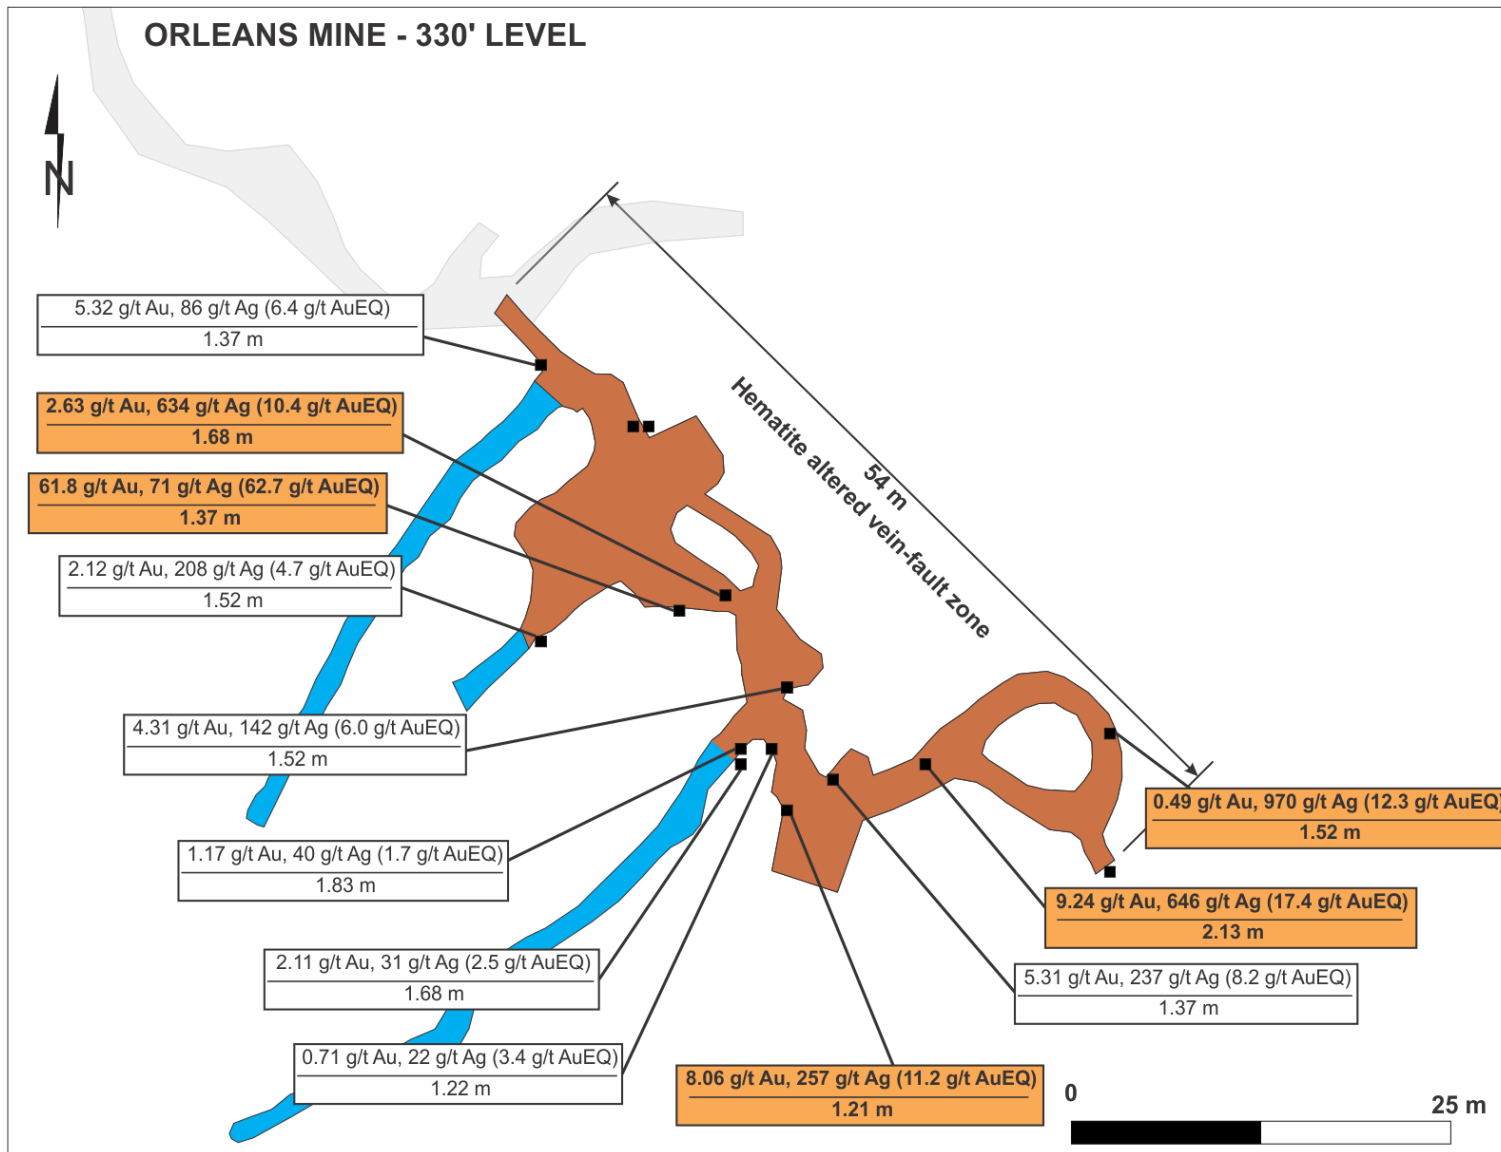 ORLEANS MINE - 330' LEVEL
N
5.32 g/t Au, 86 g/t Ag (6.4 g/t AuEQ)
1.37 m
2.63 g/t Au, 634 g/t Ag (10.4 g/t AuEQ)
1.68 m
61.8 g/t Au, 71 g/t Ag (62.7 g/t AuEQ)
1.37 m
2.12 g/t Au, 208 g/t Ag (4.7 g/t AuEQ)
1.52 m
54 m
Hematite altered vein-fault zone
4.31 g/t Au, 142 g/t Ag (6.0 g/t AuEQ)
1.52 m
0.49 g/t Au, 970 g/t Ag (12.3 g/t AuEQ)
1.52 m
1.17 g/t Au, 40 g/t Ag (1.7 g/t AuEQ)
1.83 m
9.24 g/t Au, 646 g/t Ag (17.4 g/t AuEQ)
2.13 m
2.11 g/t Au, 31 g/t Ag (2.5 g/t AuEQ)
1.68 m
5.31 g/t Au, 237 g/t Ag (8.2 g/t AuEQ)
1.37 m
0.71 g/t Au, 22 g/t Ag (3.4 g/t AuEQ)
1.22 m
8.06 g/t Au, 257 g/t Ag (11.2 g/t AuEQ)
1.21 m
0 25 m